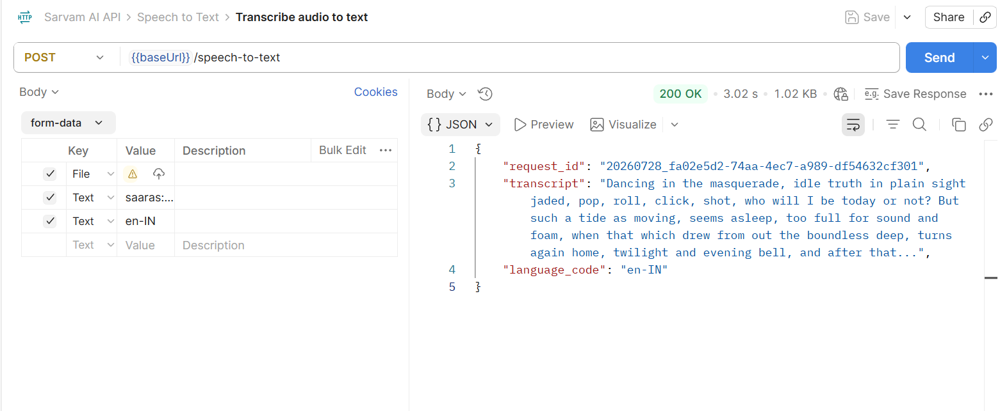 HTTP Sarvam AI API > Speech to Text > Transcribe audio to text Save Share
POST {{baseUrl}} /speech-to-text Send
Body Cookies
form-data
Key Value Description Bulk Edit
File
Text saaras:...
Text en-IN
Text Value Description
Body 200 OK • 3.02 s • 1.02 KB • e.g. Save Response
{} JSON Preview Visualize
1 {
2 "request_id": "20260728_fa02e5d2-74aa-4ec7-a989-df54632cf301",
3 "transcript": "Dancing in the masquerade, idle truth in plain sight
jaded, pop, roll, click, shot, who will I be today or not? But
such a tide as moving, seems asleep, too full for sound and
foam, when that which drew from out the boundless deep, turns
again home, twilight and evening bell, and after that...",
4 "language_code": "en-IN"
5 }